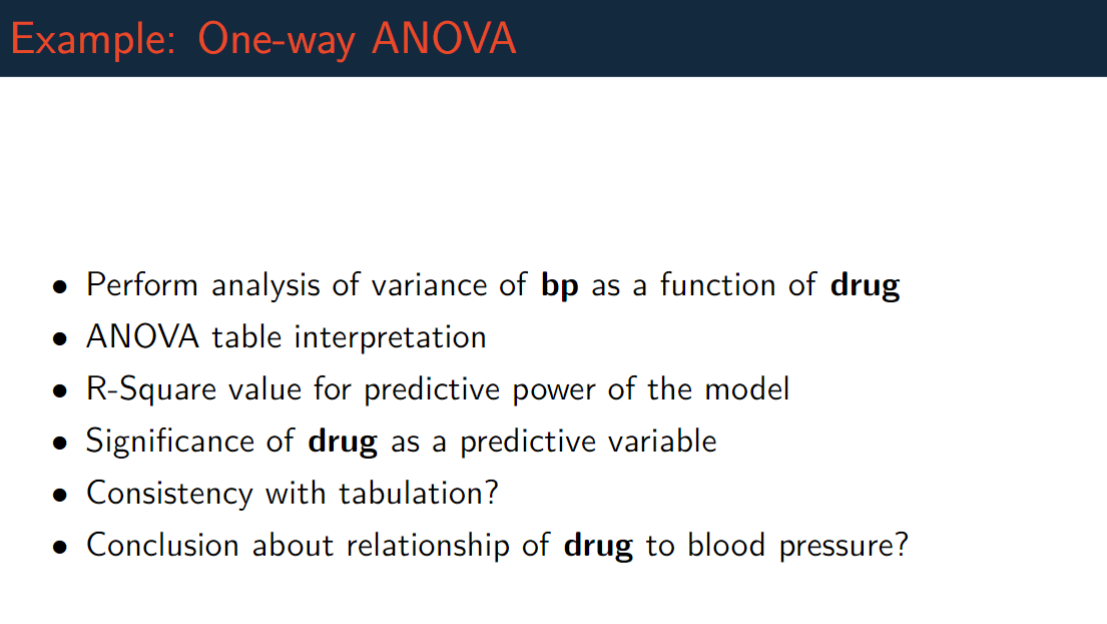 Example: One-way ANOVA
• Perform analysis of variance of bp as a function of drug
• ANOVA table interpretation
• R-Square value for predictive power of the model
• Significance of drug as a predictive variable
• Consistency with tabulation?
• Conclusion about relationship of drug to blood pressure?